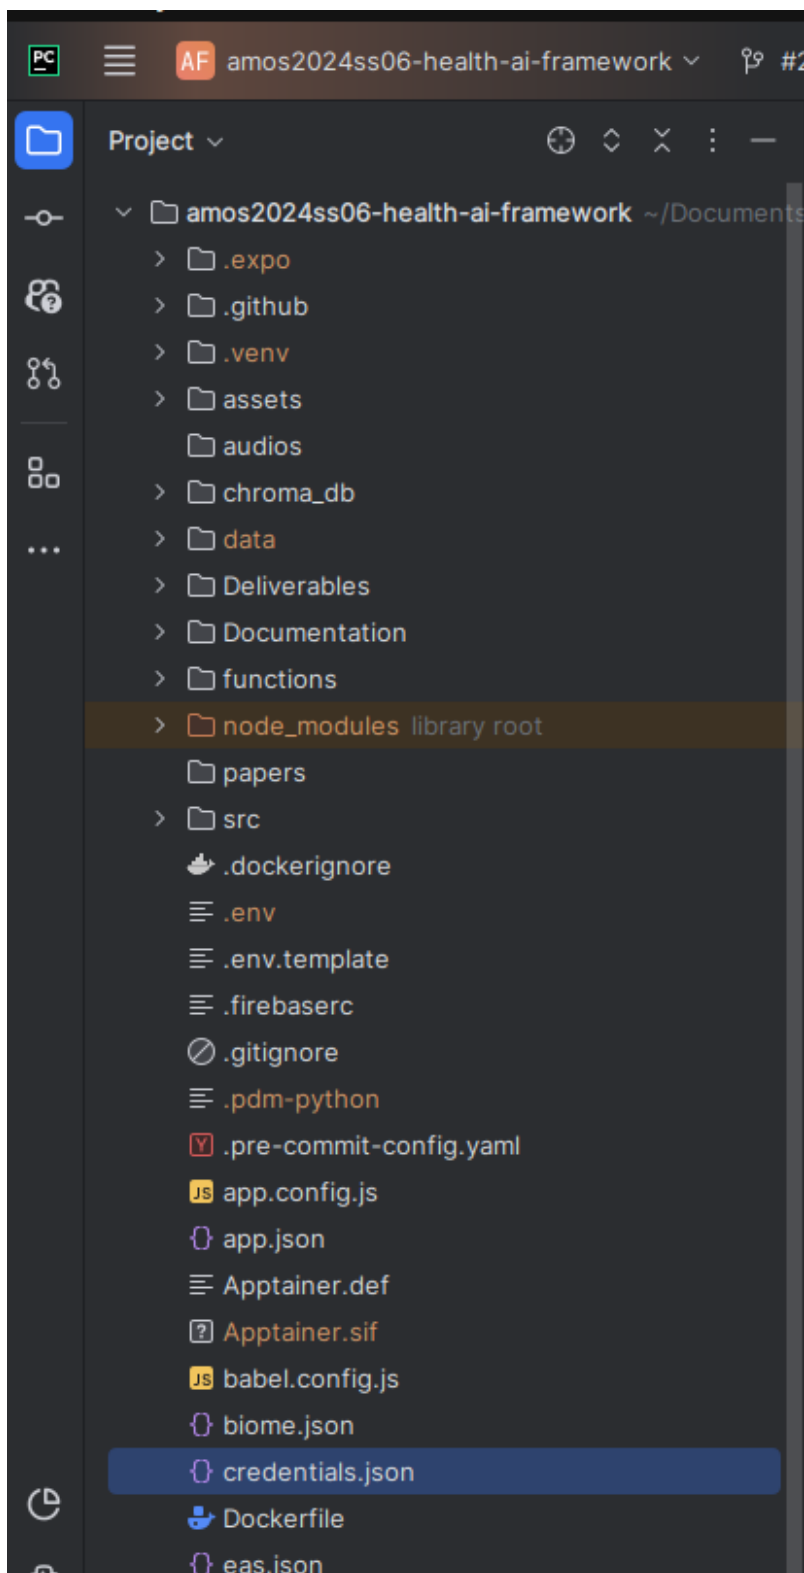 PC
AF amos2024ss06-health-ai-framework #2
Project
amos2024ss06-health-ai-framework ~/Documents
.expo
.github
.venv
assets
audios
chroma_db
data
Deliverables
Documentation
functions
node_modules library root
papers
src
.dockerignore
.env
.env.template
.firebaserc
.gitignore
.pdm-python
Y .pre-commit-config.yaml
JS app.config.js
{} app.json
Apptainer.def
? Apptainer.sif
JS babel.config.js
{} biome.json
{} credentials.json
Dockerfile
{} eas.json